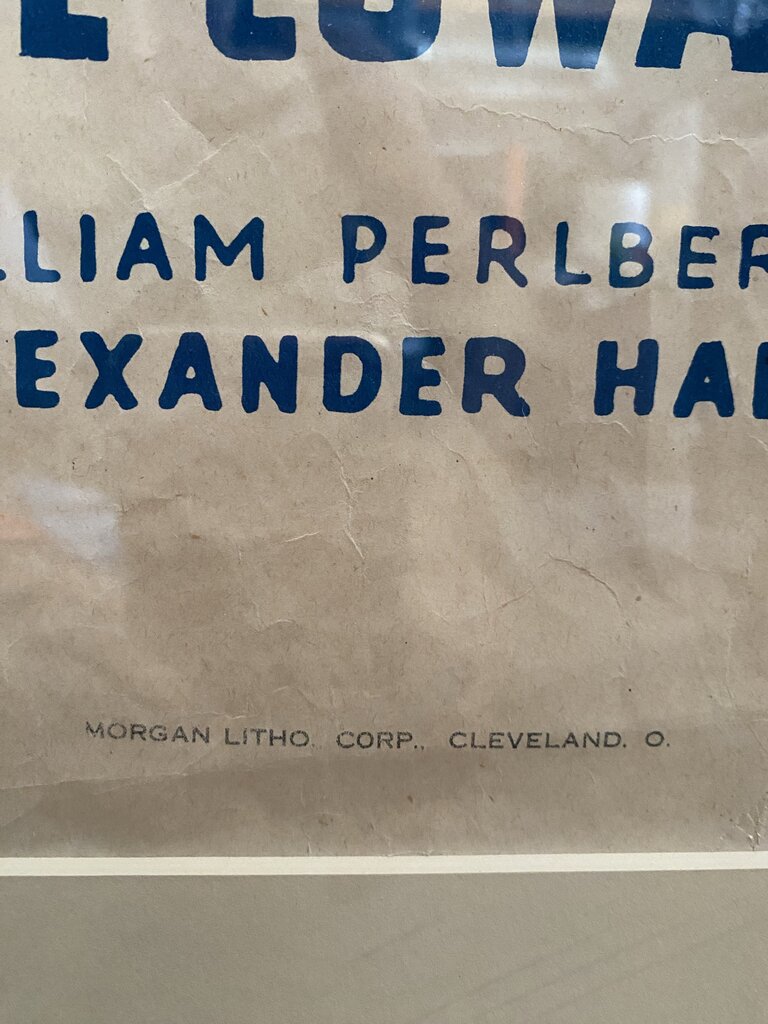 LLIAM PERLBER
EXANDER HA
MORGAN LITHO. CORP., CLEVELAND. O.